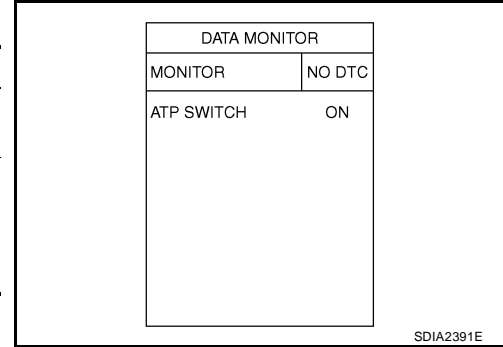 DATA MONITOR
MONITOR NO DTC
ATP SWITCH ON
SDIA2391E